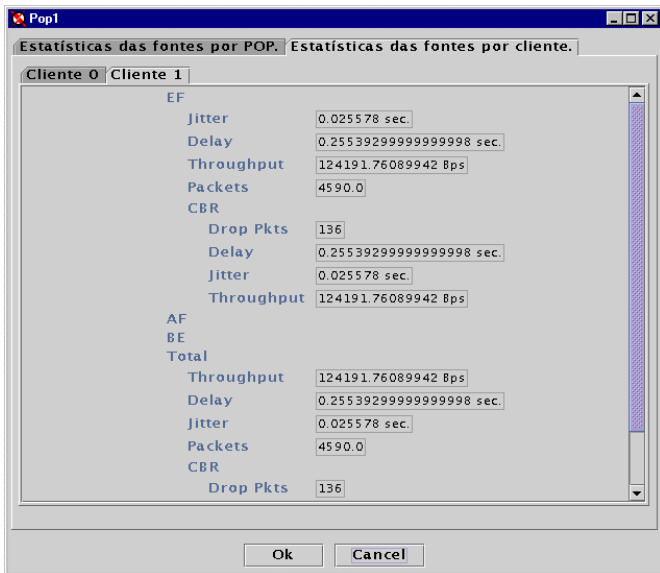 Pop1
Estatísticas das fontes por POP. Estatísticas das fontes por cliente.
Cliente 0 Cliente 1
EF
Jitter 0.025578 sec.
Delay 0.25539299999999998 sec.
Throughput 124191.76089942 Bps
Packets 4590.0
CBR
Drop Pkts 136
Delay 0.25539299999999998 sec.
Jitter 0.025578 sec.
Throughput 124191.76089942 Bps
AF
BE
Total
Throughput 124191.76089942 Bps
Delay 0.25539299999999998 sec.
Jitter 0.025578 sec.
Packets 4590.0
CBR
Drop Pkts 136
Ok Cancel